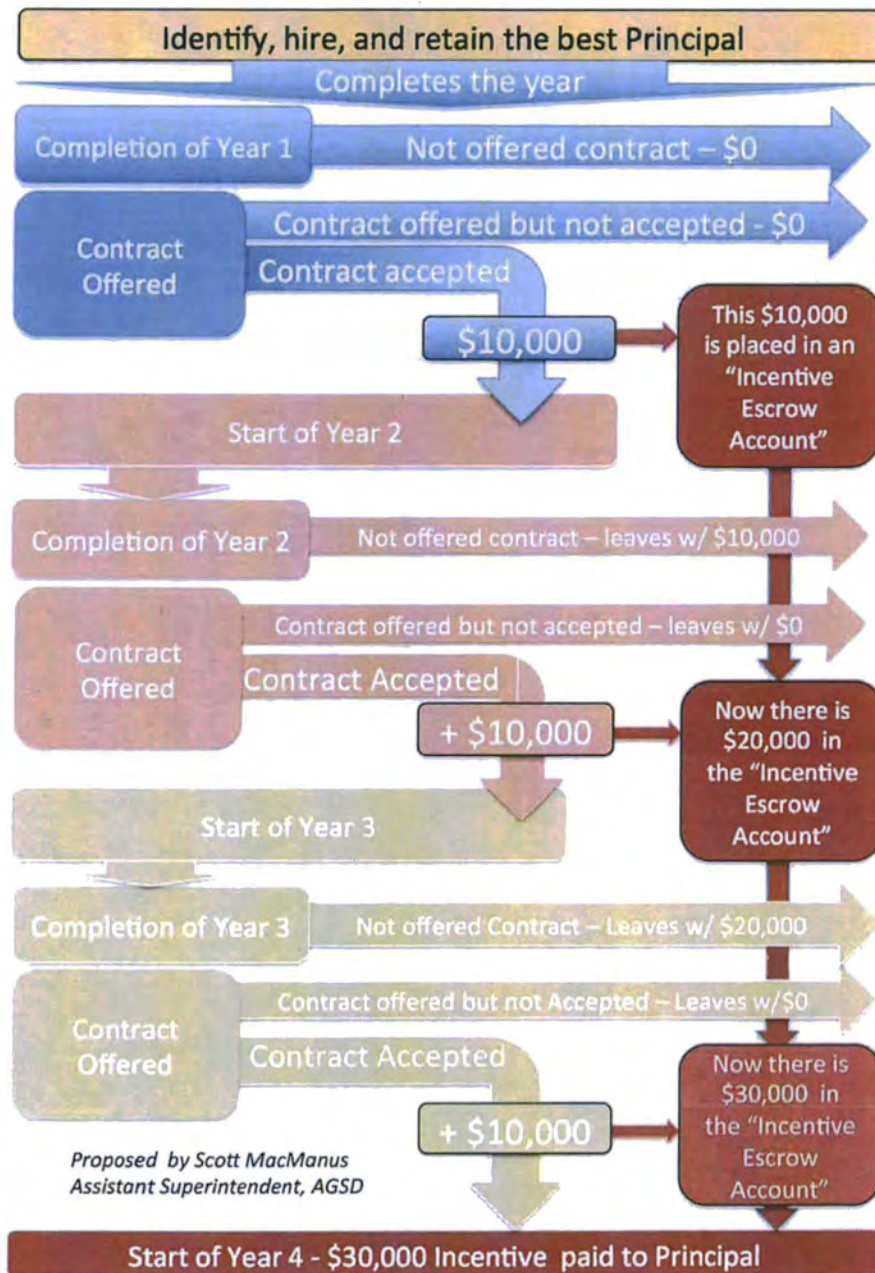 Identify, hire, and retain the best Principal
Completes the year
Completion of Year 1
Not offered contract – $0
Contract offered but not accepted - $0
Contract
Offered
Contract accepted
$10,000
This $10,000
is placed in an
“Incentive
Escrow
Account”
Start of Year 2
Completion of Year 2
Not offered contract – leaves w/ $10,000
Contract offered but not accepted – leaves w/ $0
Contract
Offered
Contract Accepted
+ $10,000
Now there is
$20,000 in
the “Incentive
Escrow
Account”
Start of Year 3
Completion of Year 3
Not offered Contract – Leaves w/ $20,000
Contract offered but not Accepted – Leaves w/$0
Contract
Offered
Contract Accepted
+ $10,000
Now there is
$30,000 in
the “Incentive
Escrow
Account”
Proposed by Scott MacManus
Assistant Superintendent, AGSD
Start of Year 4 - $30,000 Incentive paid to Principal